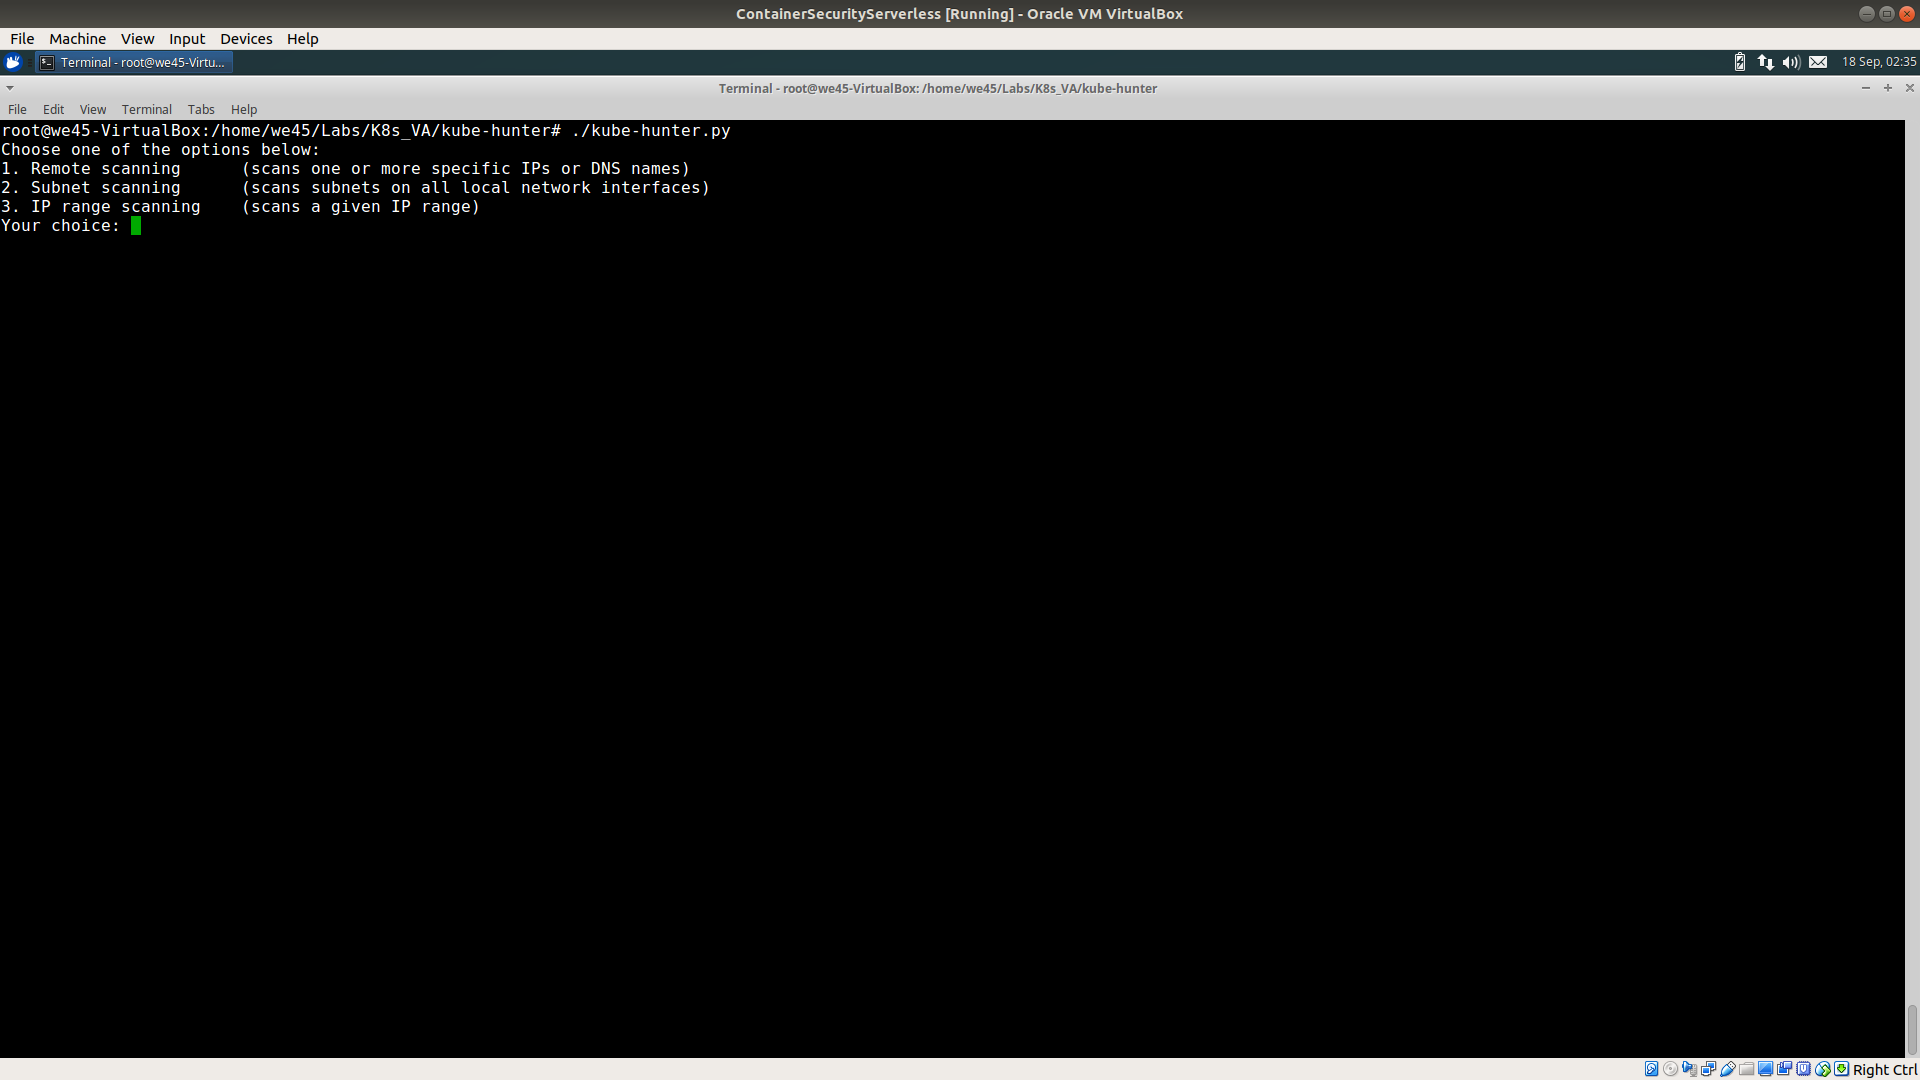 ContainerSecurityServerless [Running] - Oracle VM VirtualBox
File Machine View Input Devices Help
Terminal - root@we45-Virtu... 18 Sep, 02:35
Terminal - root@we45-VirtualBox: /home/we45/Labs/K8s_VA/kube-hunter
File Edit View Terminal Tabs Help
root@we45-VirtualBox:/home/we45/Labs/K8s_VA/kube-hunter# ./kube-hunter.py
Choose one of the options below:
1. Remote scanning      (scans one or more specific IPs or DNS names)
2. Subnet scanning      (scans subnets on all local network interfaces)
3. IP range scanning    (scans a given IP range)
Your choice:
Right Ctrl